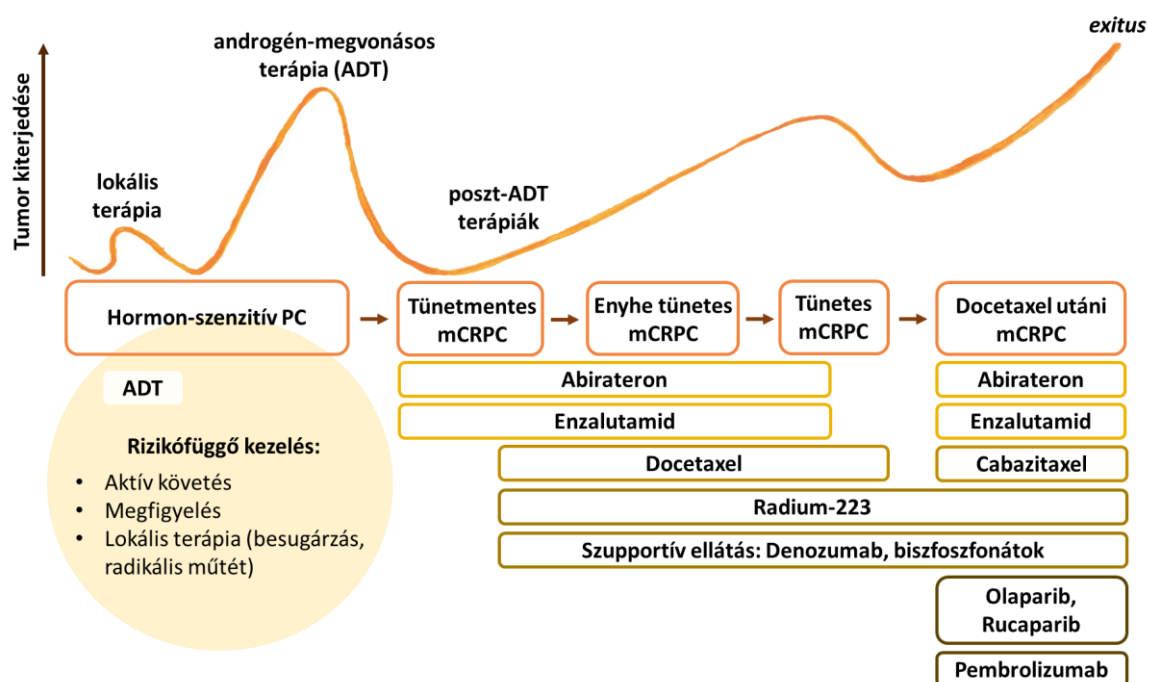 exitus
androgén-megvonásos
terápia (ADT)
Tumor kiterjedése
lokális
terápia
poszt-ADT
terápiák
Hormon-szenzitív PC
Tünetmentes
mCRPC
Enyhe tünetes
mCRPC
Tünetes
mCRPC
Docetaxel utáni
mCRPC
ADT
Rizikófüggő kezelés:
• Aktív követés
• Megfigyelés
• Lokális terápia (besugárzás,
radikális műtét)
Abirateron
Abirateron
Enzalutamid
Enzalutamid
Docetaxel
Cabazitaxel
Radium-223
Szupportív ellátás: Denozumab, biszfoszfonátok
Olaparib,
Rucaparib
Pembrolizumab